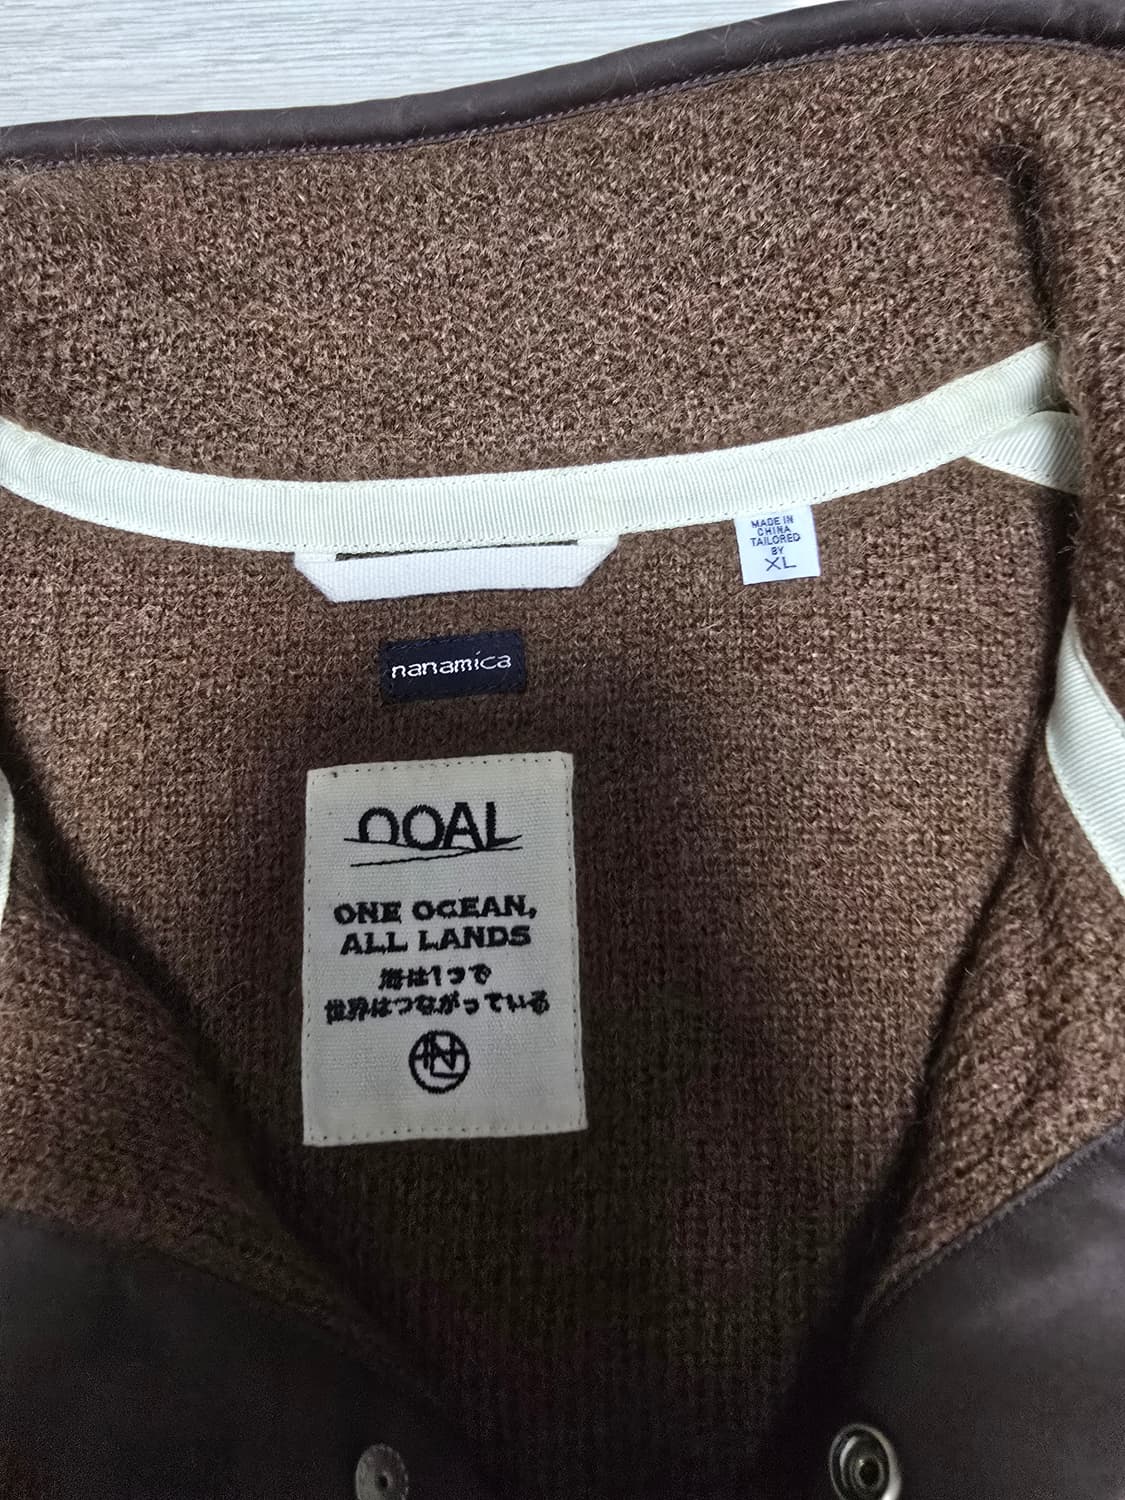 MADE IN
CHINA
TAILORED
BY
XL
nanamica
OOAL
ONE OCEAN,
ALL LANDS
海は1つで
世界はつながっている